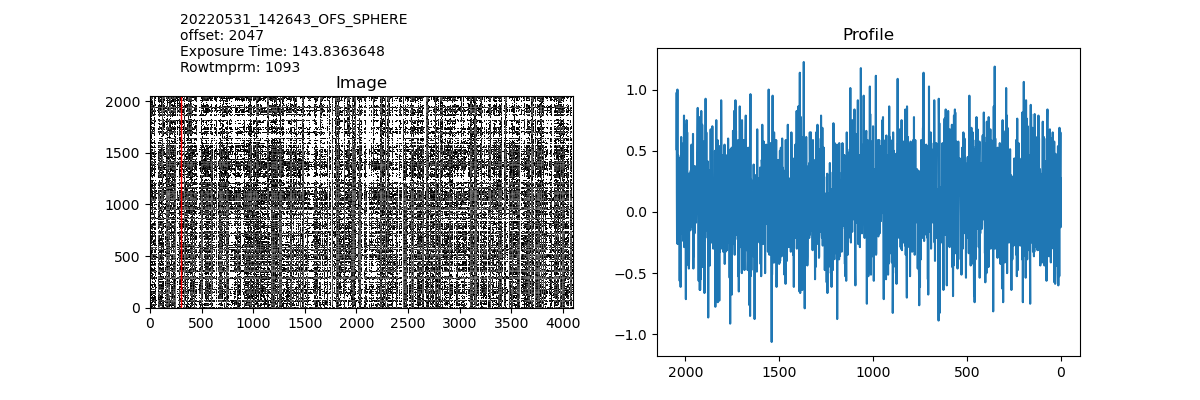 20220531_142643_OFS_SPHERE
offset: 2047
Exposure Time: 143.8363648
Rowtmprm: 1093
Image
2000
1500
1000
500
0
0 500 1000 1500 2000 2500 3000 3500 4000
Profile
1.0
0.5
0.0
−0.5
−1.0
2000 1500 1000 500 0